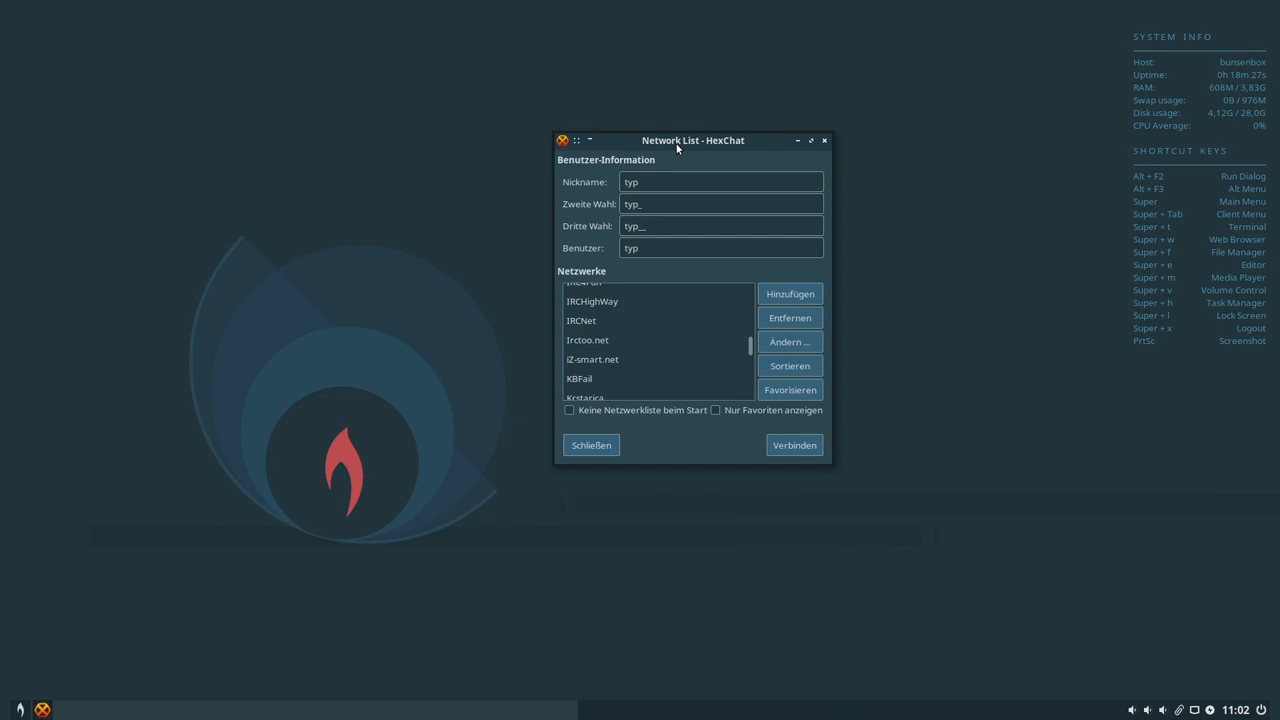 SYSTEM INFO
Host: bunsenbox
Uptime: 0h 18m 27s
RAM: 608M / 3,83G
Swap usage: 0B / 976M
Disk usage: 4,12G / 28,0G
CPU Average: 0%
SHORTCUT KEYS
Alt + F2 Run Dialog
Alt + F3 Alt Menu
Super Main Menu
Super + Tab Client Menu
Super + t Terminal
Super + w Web Browser
Super + f File Manager
Super + e Editor
Super + m Media Player
Super + v Volume Control
Super + h Task Manager
Super + l Lock Screen
Super + x Logout
PrtSc Screenshot
Network List - HexChat
Benutzer-Information
Nickname: typ
Zweite Wahl: typ_
Dritte Wahl: typ__
Benutzer: typ
Netzwerke
IRCHighWay
IRCNet
Irctoo.net
iZ-smart.net
KBFail
Krstarica
Hinzufügen
Entfernen
Ändern ...
Sortieren
Favorisieren
Keine Netzwerkliste beim Start Nur Favoriten anzeigen
Schließen Verbinden
11:02